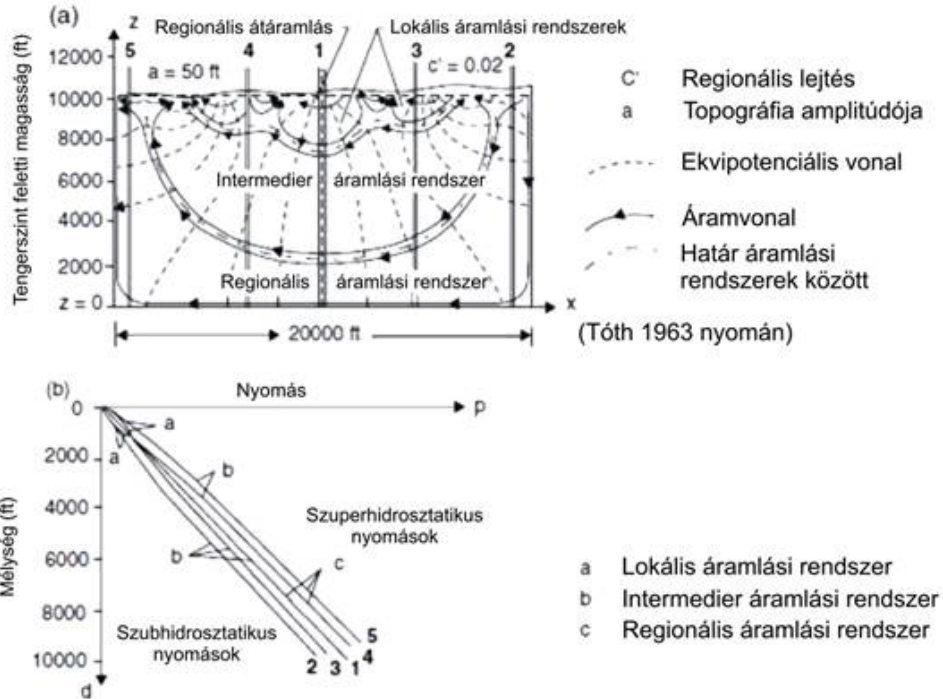 (a)
z
Regionális átáramlás
Lokális áramlási rendszerek
5
4
1
3
2
a = 50 ft
c' = 0.02
Tengerszint feletti magasság (ft)
12000
10000
8000
6000
4000
2000
z = 0
Intermedier áramlási rendszer
Regionális áramlási rendszer
x
20000 ft
C' Regionális lejtés
a Topográfia amplitúdója
Ekvipotenciális vonal
Áramvonal
Határ áramlási
rendszerek között
(Tóth 1963 nyomán)
(b)
Nyomás
p
Mélység (ft)
0
2000
4000
6000
8000
10000
d
a
a
b
b
c
Szuperhidrosztatikus
nyomások
Szubhidrosztatikus
nyomások
5
4
2 3 1
a Lokális áramlási rendszer
b Intermedier áramlási rendszer
c Regionális áramlási rendszer